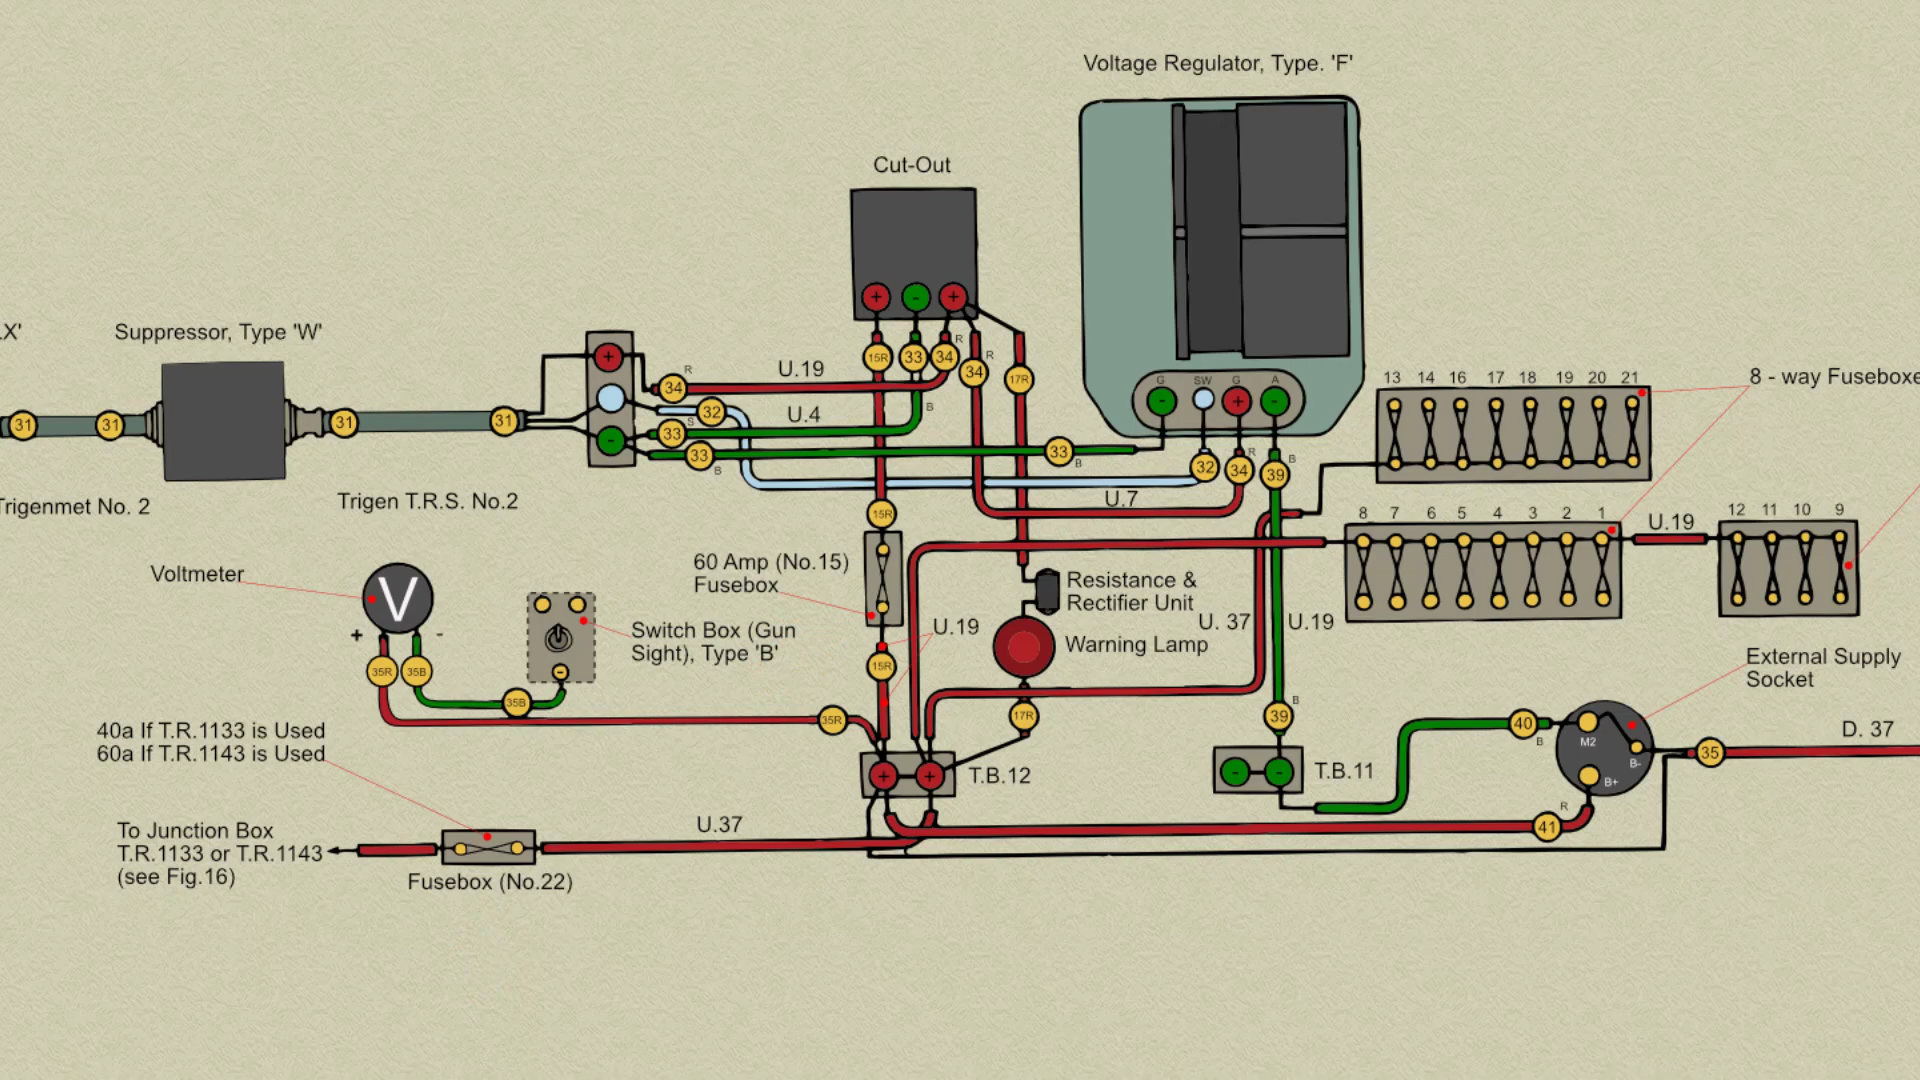 Voltage Regulator, Type. 'F'
Cut-Out
+
-
+
.X'
Suppressor, Type 'W'
31
31
31
31
+
-
Trigenmet No. 2
Trigen T.R.S. No.2
R
34
U.19
32
S
33
U.4
33
B
15R
33
34
R
R
34
17R
B
33
B
U.7
G
SW
G
A
-
+
-
32
34
R
39
B
13 14 16 17 18 19 20 21
8 - way Fuseboxe
8 7 6 5 4 3 2 1
U.19
12 11 10 9
15R
Voltmeter
V
+
-
35R
35B
35B
-
Switch Box (Gun
Sight), Type 'B'
60 Amp (No.15)
Fusebox
U.19
15R
35R
Resistance &
Rectifier Unit
Warning Lamp
17R
U. 37
U.19
B
39
External Supply
Socket
40a If T.R.1133 is Used
60a If T.R.1143 is Used
+
+
T.B.12
-
-
T.B.11
40
B
M2
B-
B+
R
41
35
D. 37
To Junction Box
T.R.1133 or T.R.1143
(see Fig.16)
U.37
Fusebox (No.22)